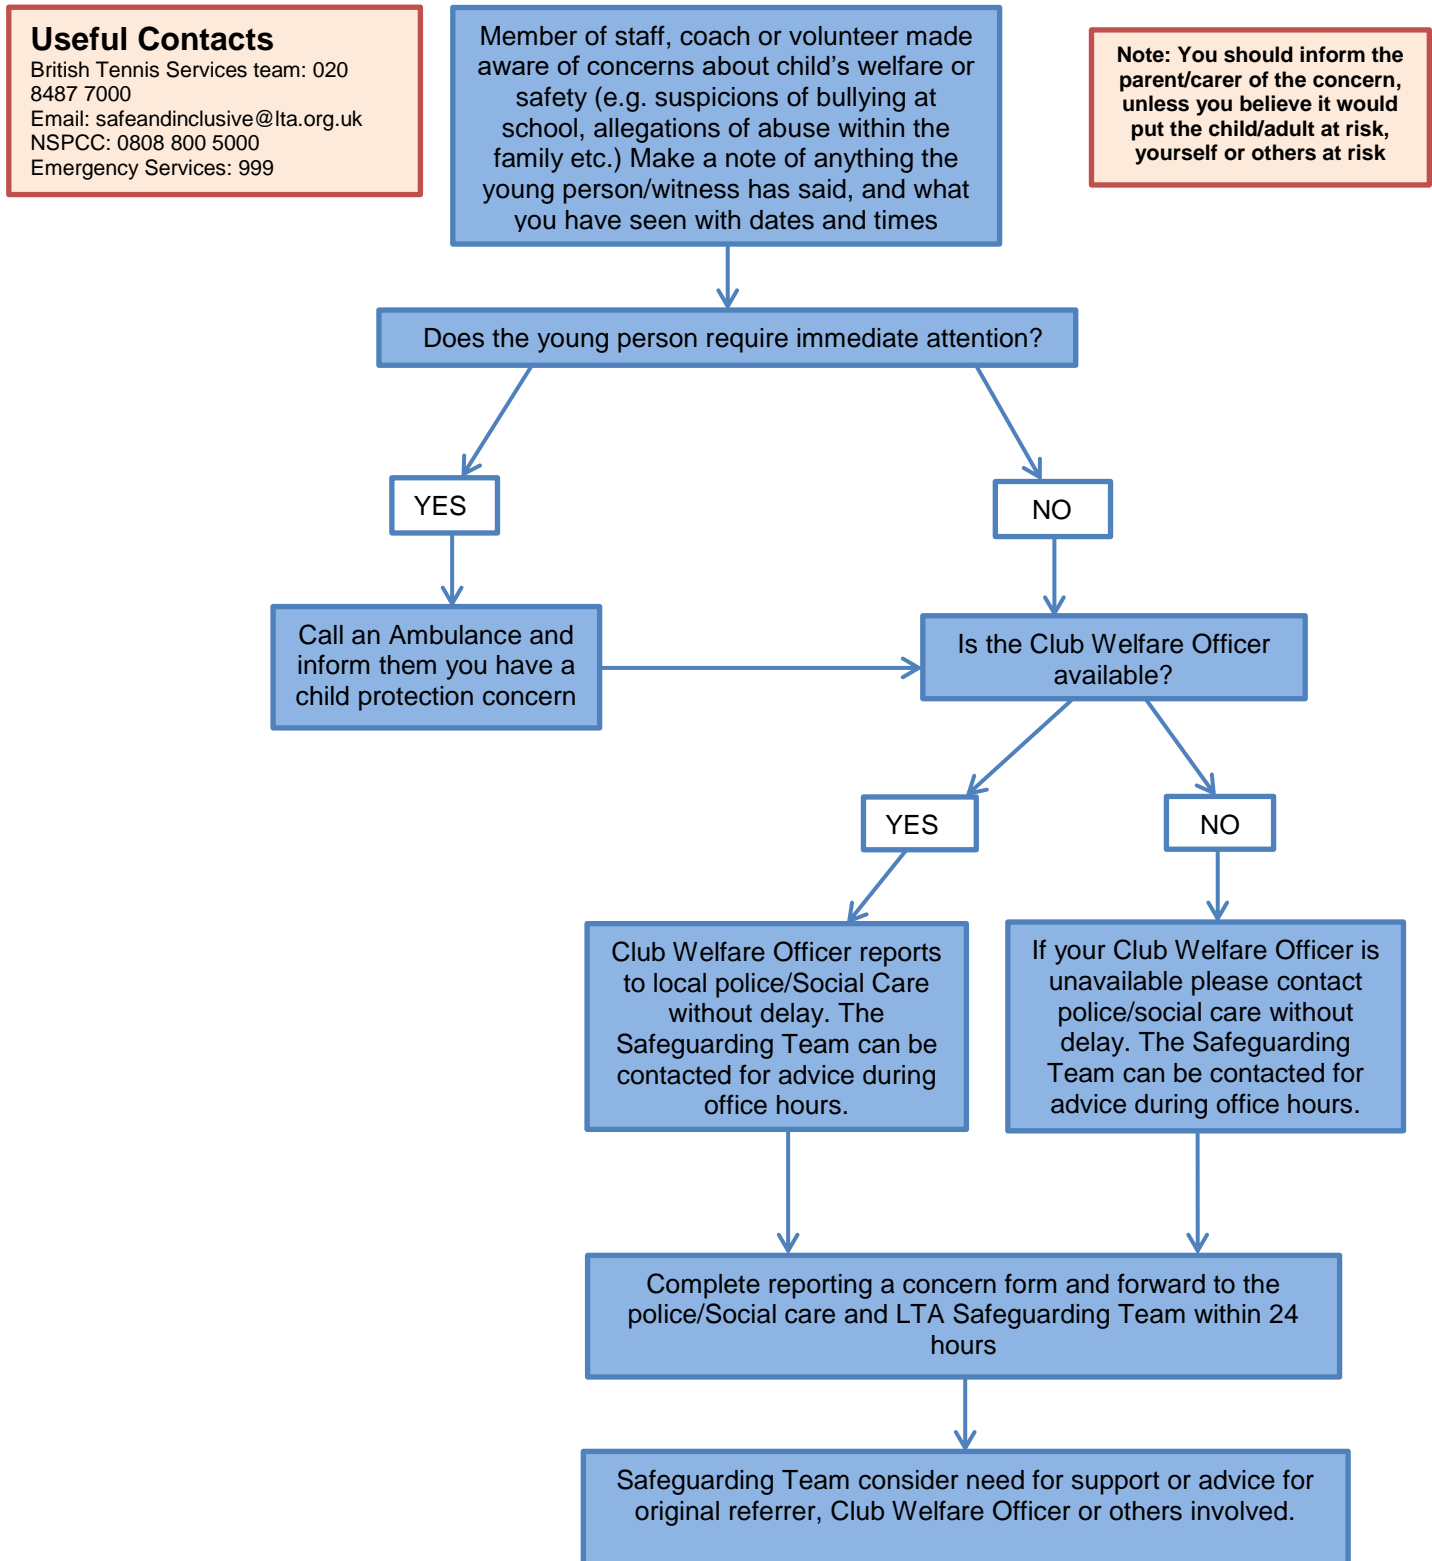 Useful Contacts
British Tennis Services team: 020
8487 7000
Email: safeandinclusive@lta.org.uk
NSPCC: 0808 800 5000
Emergency Services: 999
Member of staff, coach or volunteer made
aware of concerns about child’s welfare or
safety (e.g. suspicions of bullying at
school, allegations of abuse within the
family etc.) Make a note of anything the
young person/witness has said, and what
you have seen with dates and times
Note: You should inform the
parent/carer of the concern,
unless you believe it would
put the child/adult at risk,
yourself or others at risk
Does the young person require immediate attention?
YES
NO
Call an Ambulance and
inform them you have a
child protection concern
Is the Club Welfare Officer
available?
YES
NO
Club Welfare Officer reports
to local police/Social Care
without delay. The
Safeguarding Team can be
contacted for advice during
office hours.
If your Club Welfare Officer is
unavailable please contact
police/social care without
delay. The Safeguarding
Team can be contacted for
advice during office hours.
Complete reporting a concern form and forward to the
police/Social care and LTA Safeguarding Team within 24
hours
Safeguarding Team consider need for support or advice for
original referrer, Club Welfare Officer or others involved.